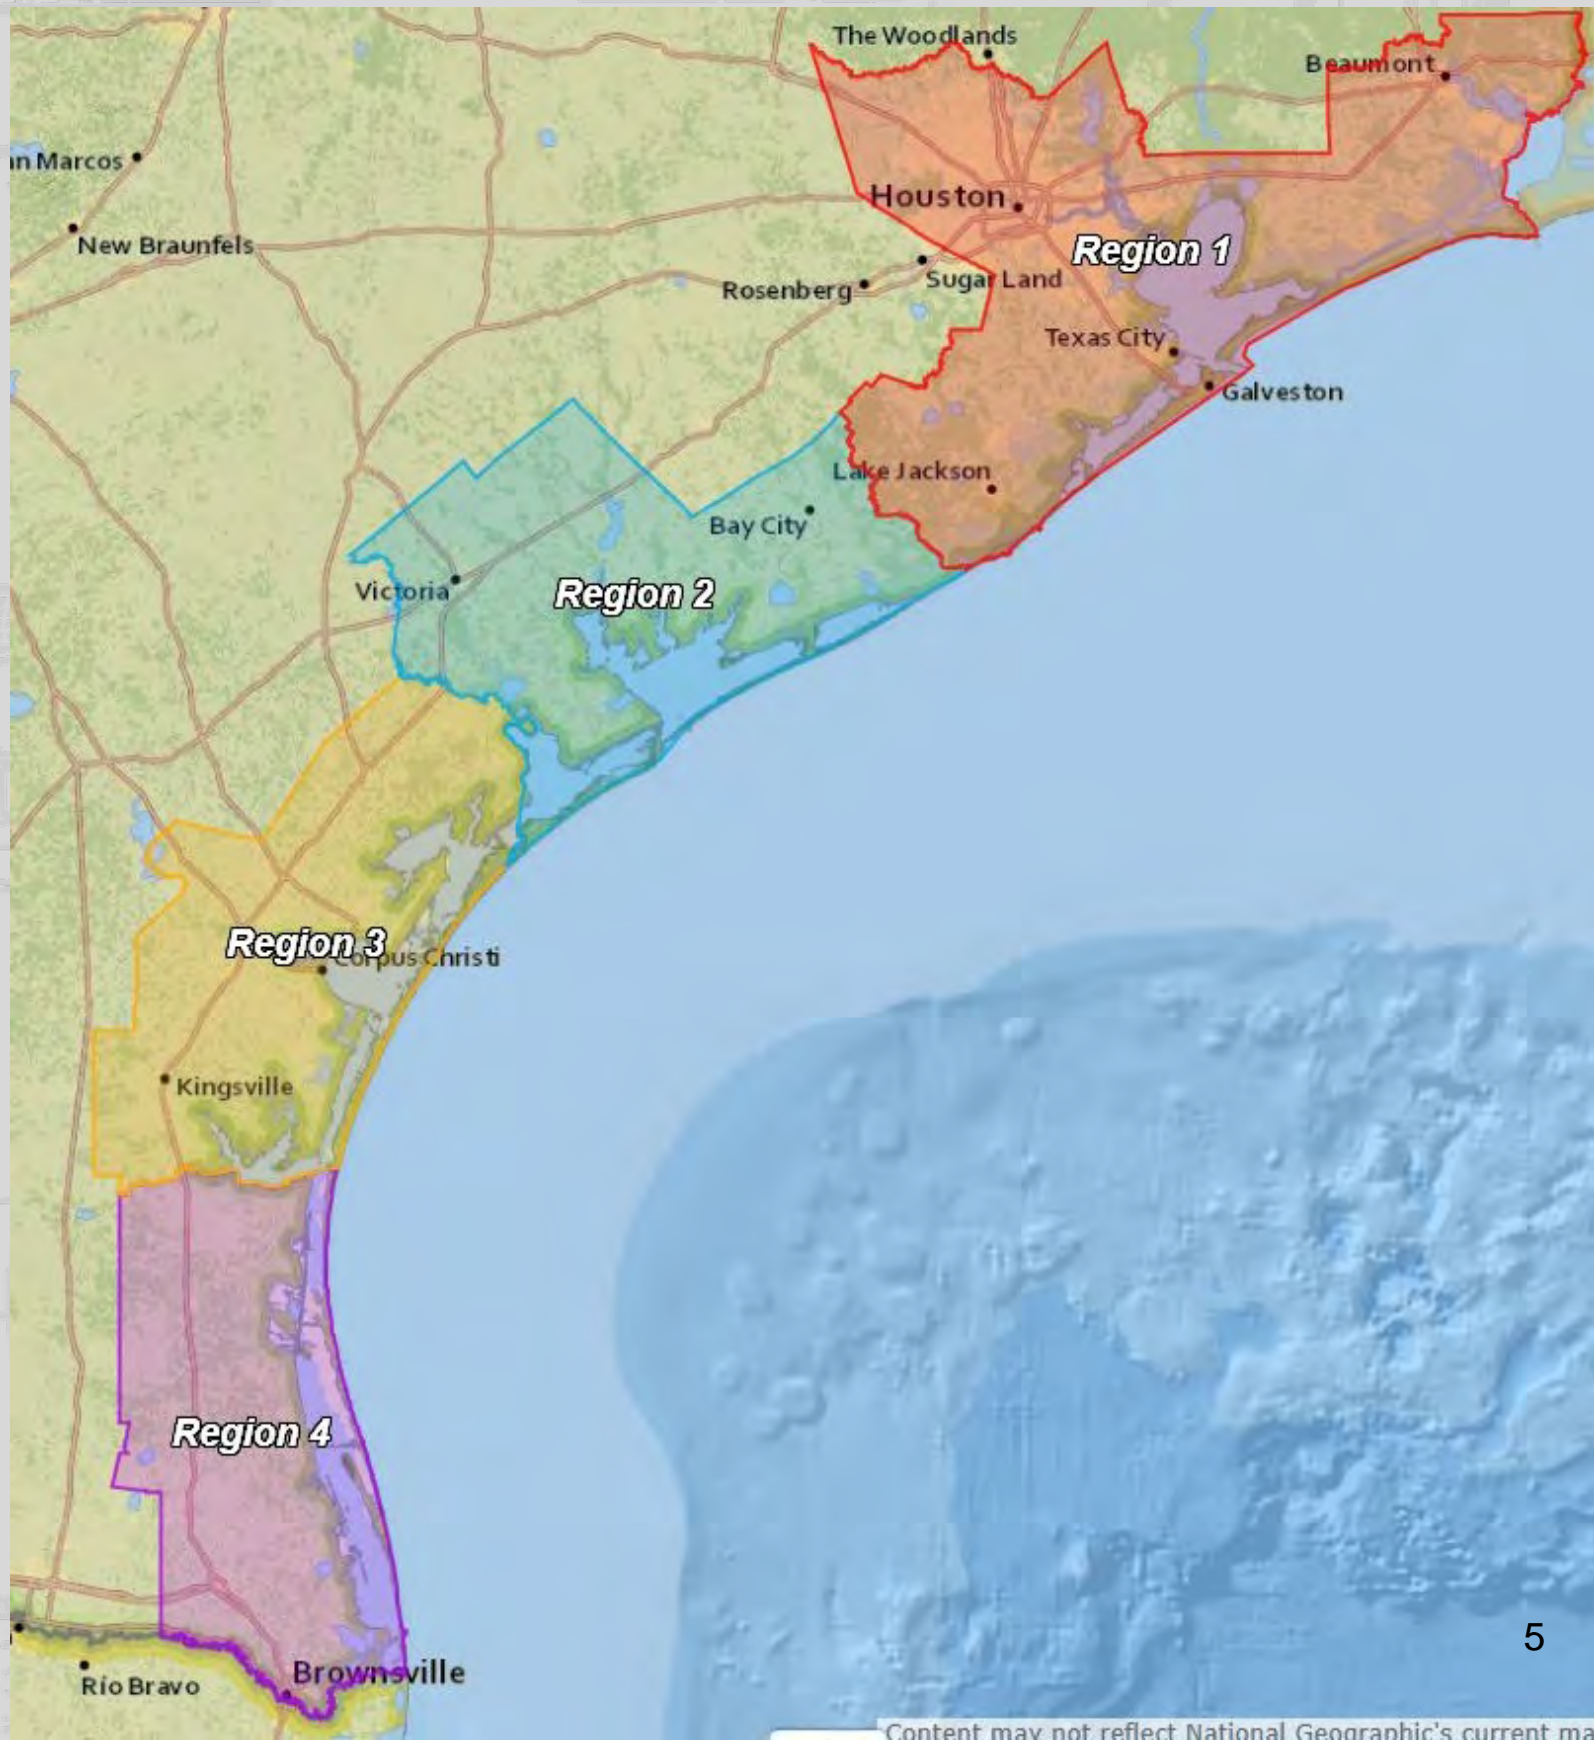 The Woodlands
Beaumont
n Marcos
Houston
New Braunfels
Region 1
Sugar Land
Rosenberg
Texas City
Galveston
Lake Jackson
Bay City
Victoria
Region 2
Region 3
Corpus Christi
Kingsville
Region 4
5
Brownsville
Río Bravo
Content may not reflect National Geographic's current ma